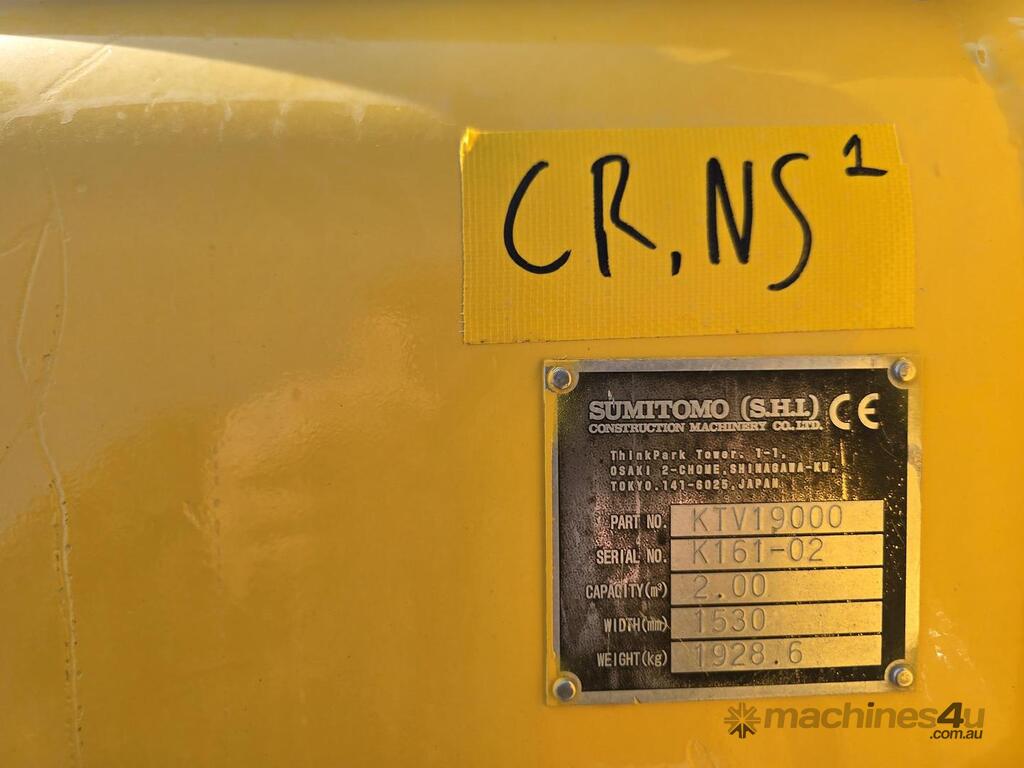 CR, NS 1
SUMITOMO (S.H.I.) CE
CONSTRUCTION MACHINERY CO., LTD.
ThinkPark Tower. 1-1,
OSAKI 2-CHOME, SHINAGAWA-KU,
TOKYO.141-6025, JAPAN
PART NO. KTV19000
SERIAL NO. K161-02
CAPACITY(m³) 2.00
WIDTH(mm) 1530
WEIGHT(kg) 1928.6
machines4u
.com.au